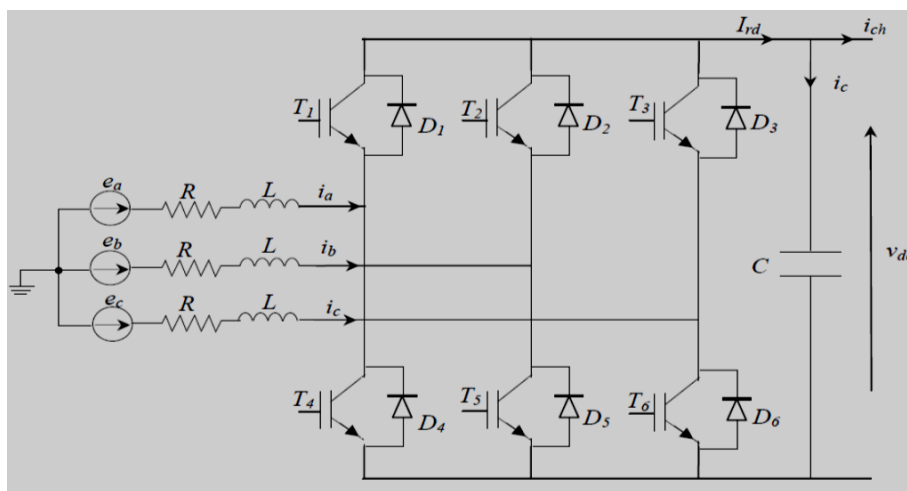 I_rd i_ch
i_c
T_1 D_1 T_2 D_2 T_3 D_3
e_a R L i_a
e_b R L i_b
e_c R L i_c
C
T_4 D_4 T_5 D_5 T_6 D_6